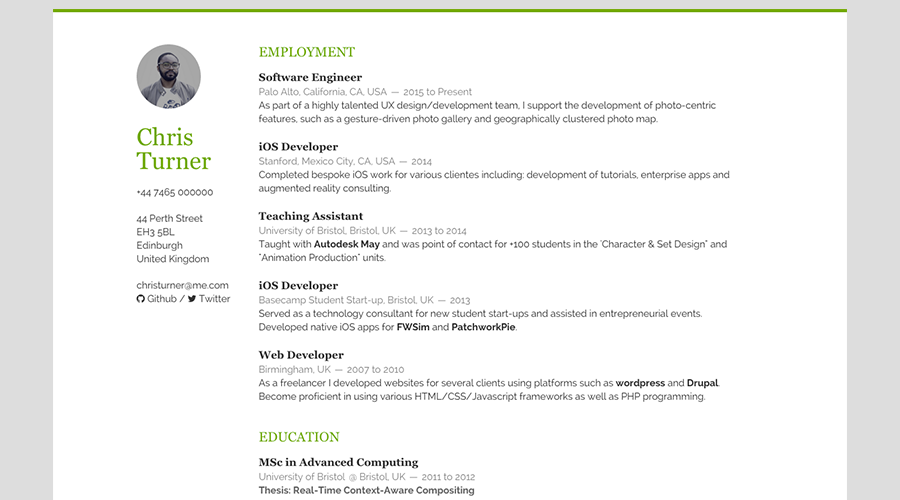 Chris
Turner
+44 7465 000000
44 Perth Street
EH3 5BL
Edinburgh
United Kingdom
christurner@me.com
Github / Twitter
EMPLOYMENT
Software Engineer
Palo Alto, California, CA, USA — 2015 to Present
As part of a highly talented UX design/development team, I support the development of photo-centric
features, such as a gesture-driven photo gallery and geographically clustered photo map.
iOS Developer
Stanford, Mexico City, CA, USA — 2014
Completed bespoke iOS work for various clientes including: development of tutorials, enterprise apps and
augmented reality consulting.
Teaching Assistant
University of Bristol, Bristol, UK — 2013 to 2014
Taught with Autodesk May and was point of contact for +100 students in the 'Character & Set Design" and
"Animation Production" units.
iOS Developer
Basecamp Student Start-up, Bristol, UK — 2013
Served as a technology consultant for new student start-ups and assisted in entrepreneurial events.
Developed native iOS apps for FWSim and PatchworkPie.
Web Developer
Birmingham, UK — 2007 to 2010
As a freelancer I developed websites for several clients using platforms such as wordpress and Drupal.
Become proficient in using various HTML/CSS/Javascript frameworks as well as PHP programming.
EDUCATION
MSc in Advanced Computing
University of Bristol @ Bristol, UK — 2011 to 2012
Thesis: Real-Time Context-Aware Compositing